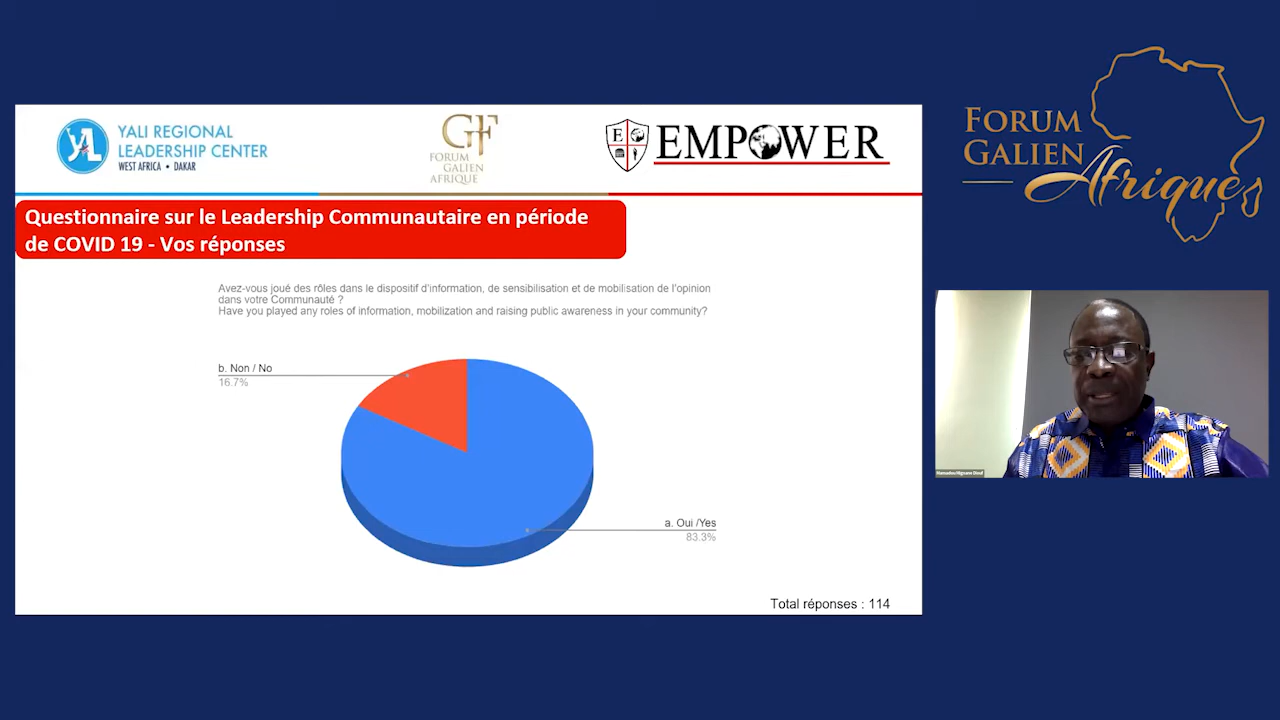 YALI REGIONAL
LEADERSHIP CENTER
WEST AFRICA • DAKAR
GF
FORUM
GALIEN
AFRIQUE
E
EMPOWER
FORUM
GALIEN
Afriques
Questionnaire sur le Leadership Communautaire en période
de COVID 19 - Vos réponses
Avez-vous joué des rôles dans le dispositif d'information, de sensibilisation et de mobilisation de l'opinion
dans votre Communauté ?
Have you played any roles of information, mobilization and raising public awareness in your community?
b. Non / No
16.7%
a. Oui /Yes
83.3%
Total réponses : 114